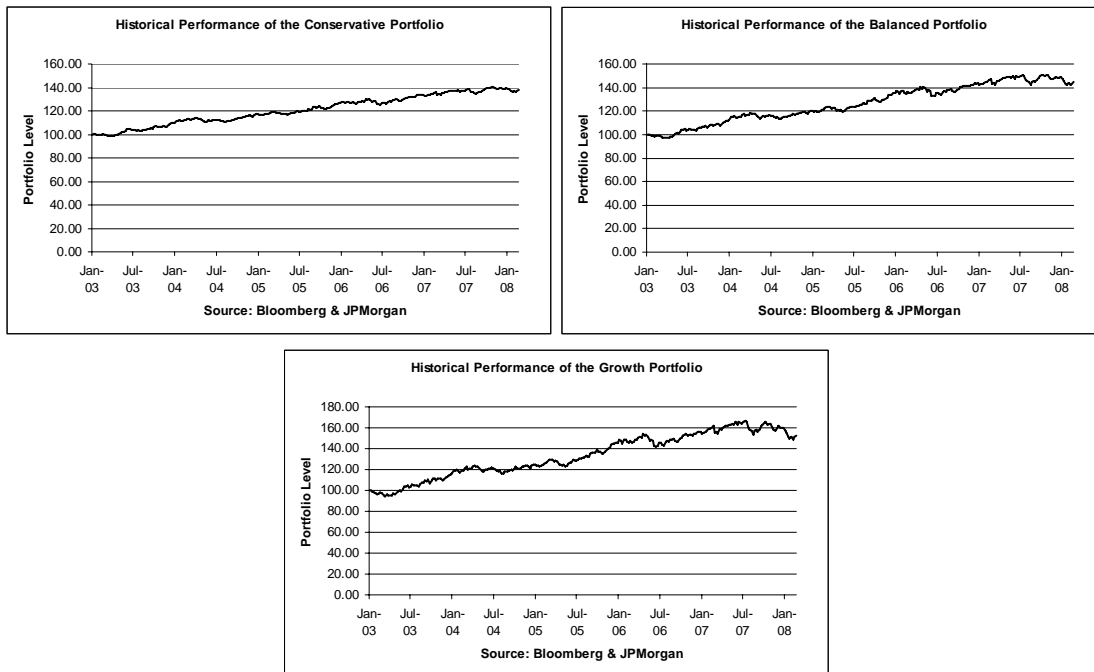 Historical Performance of the Conservative Portfolio
Portfolio Level
160.00
140.00
120.00
100.00
80.00
60.00
40.00
20.00
0.00
Jan- Jul- Jan- Jul- Jan- Jul- Jan- Jul- Jan- Jul- Jan-
03 03 04 04 05 05 06 06 07 07 08
Source: Bloomberg & JPMorgan
Historical Performance of the Balanced Portfolio
Portfolio Level
160.00
140.00
120.00
100.00
80.00
60.00
40.00
20.00
0.00
Jan- Jul- Jan- Jul- Jan- Jul- Jan- Jul- Jan- Jul- Jan-
03 03 04 04 05 05 06 06 07 07 08
Source: Bloomberg & JPMorgan
Historical Performance of the Growth Portfolio
Portfolio Level
180.00
160.00
140.00
120.00
100.00
80.00
60.00
40.00
20.00
0.00
Jan- Jul- Jan- Jul- Jan- Jul- Jan- Jul- Jan- Jul- Jan-
03 03 04 04 05 05 06 06 07 07 08
Source: Bloomberg & JPMorgan